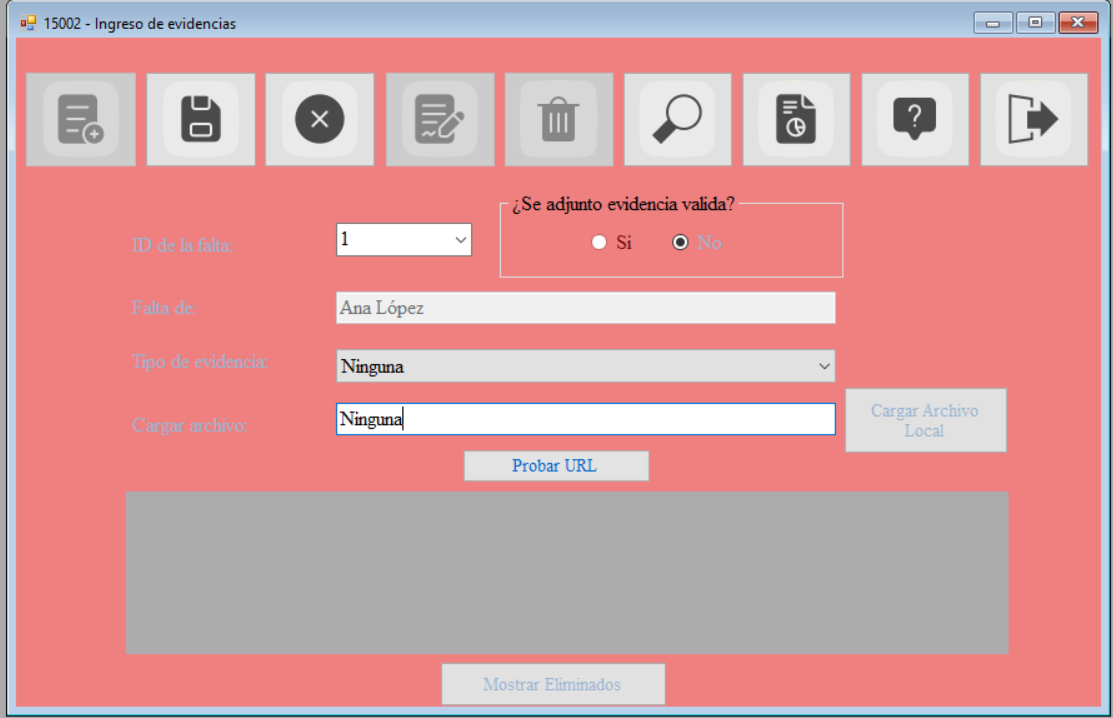 15002 - Ingreso de evidencias
¿Se adjunto evidencia valida?
ID de la falta:
1
Si
No
Falta de:
Ana López
Tipo de evidencia:
Ninguna
Cargar archivo:
Ninguna
Cargar Archivo
Local
Probar URL
Mostrar Eliminados